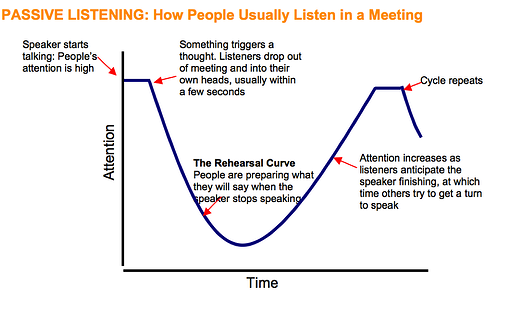 PASSIVE LISTENING: How People Usually Listen in a Meeting
Speaker starts
talking: People's
attention is high
Something triggers a
thought. Listeners drop out
of meeting and into their
own heads, usually within
a few seconds
Cycle repeats
The Rehearsal Curve
People are preparing what
they will say when the
speaker stops speaking
Attention increases as
listeners anticipate the
speaker finishing, at which
time others try to get a turn
to speak
Attention
Time